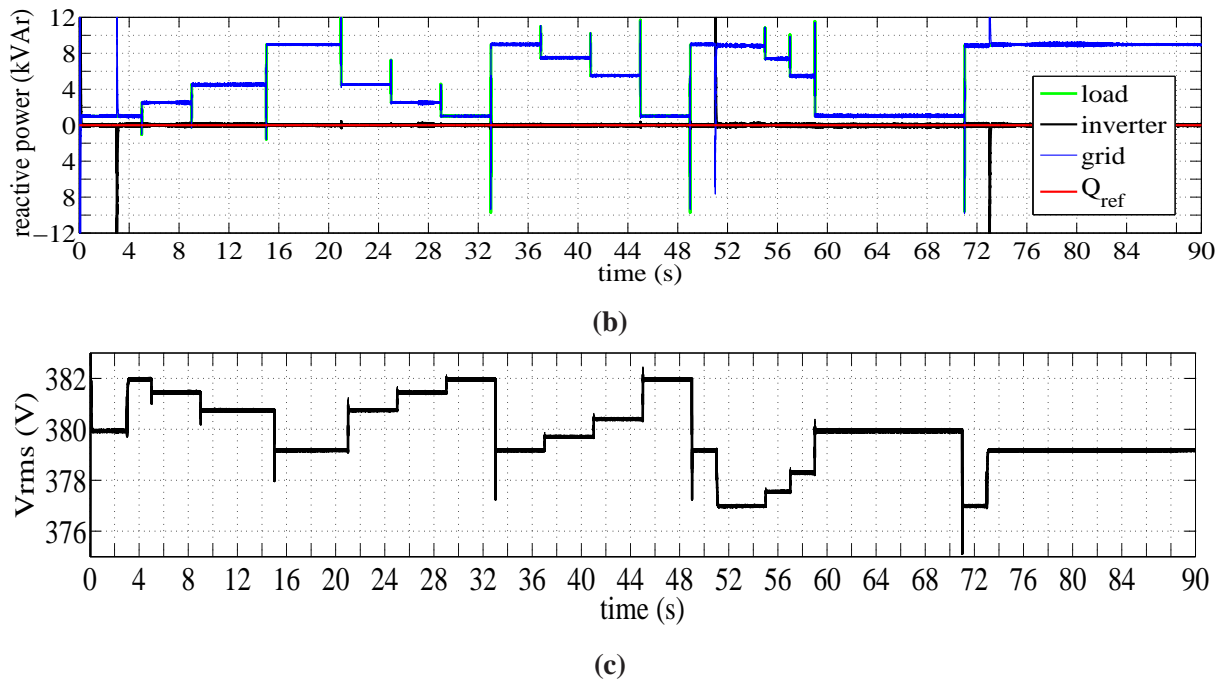 reactive power (kVAr)
12
8
4
0
4
8
−12
load
inverter
grid
Q_ref
0 4 8 12 16 20 24 28 32 36 40 44 48 52 56 60 64 68 72 76 80 84 90
time (s)
(b)
Vrms (V)
382
380
378
376
0 4 8 12 16 20 24 28 32 36 40 44 48 52 56 60 64 68 72 76 80 84 90
time (s)
(c)